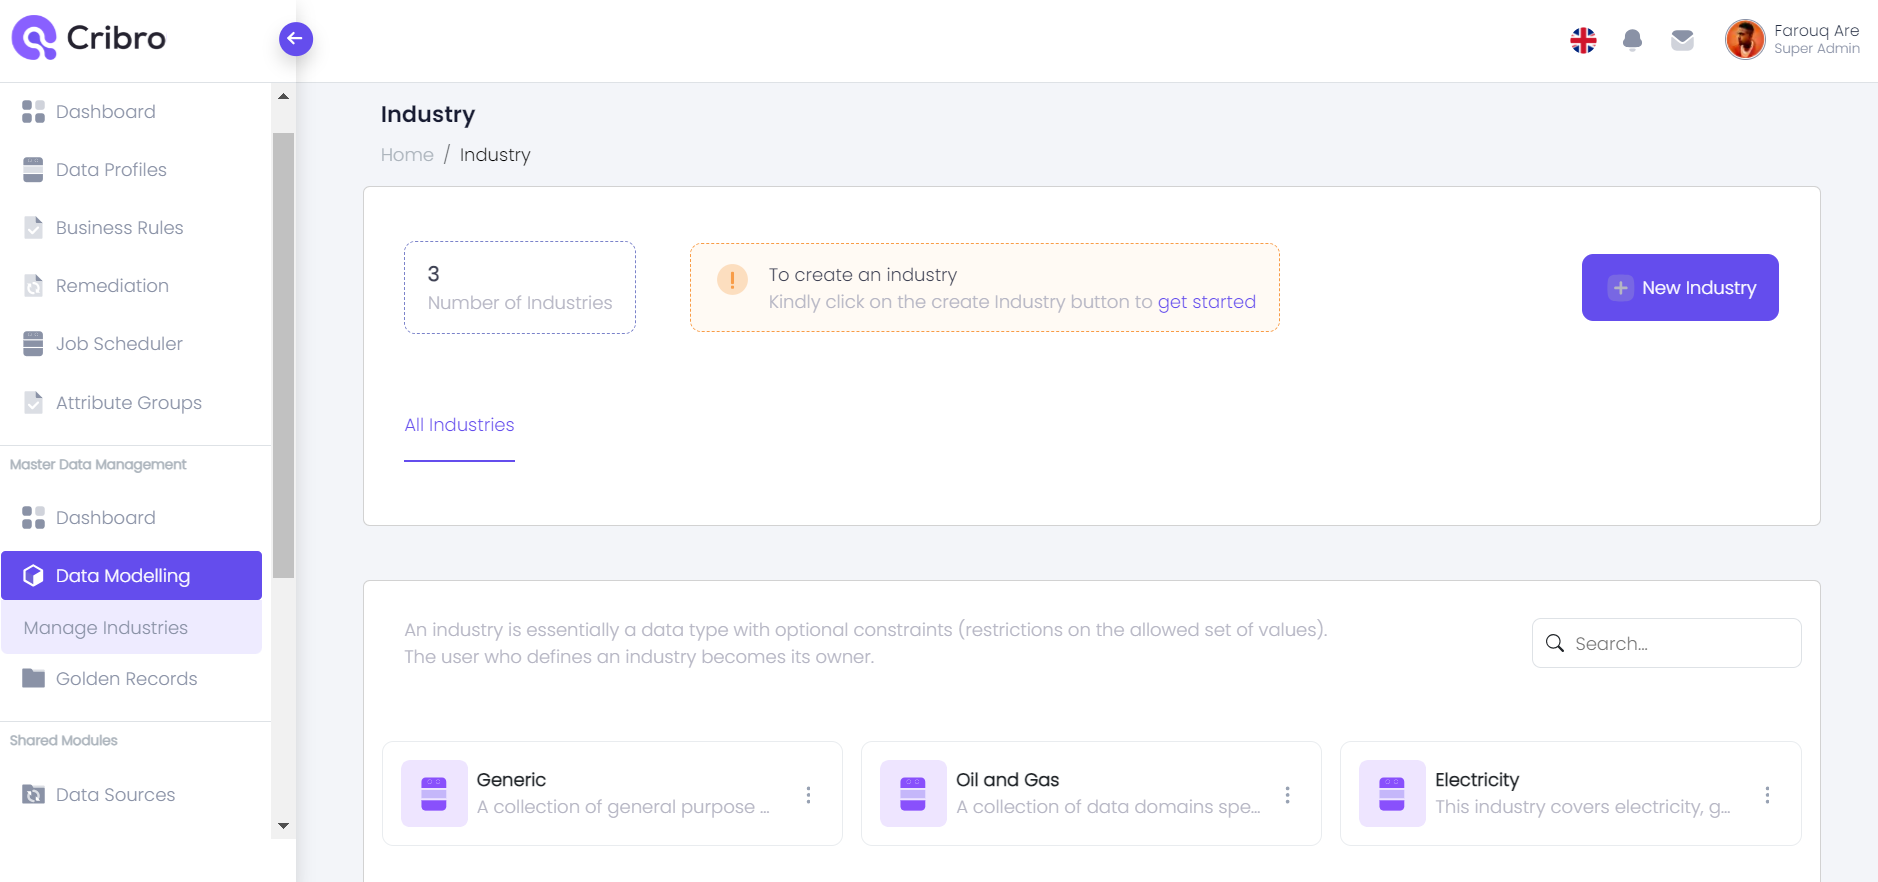 Cribro
Farouq Are
Super Admin
Dashboard
Data Profiles
Business Rules
Remediation
Job Scheduler
Attribute Groups
Master Data Management
Dashboard
Data Modelling
Manage Industries
Golden Records
Shared Modules
Data Sources
Industry
Home / Industry
3
Number of Industries
To create an industry
Kindly click on the create Industry button to get started
New Industry
All Industries
An industry is essentially a data type with optional constraints (restrictions on the allowed set of values).
The user who defines an industry becomes its owner.
Search...
Generic
A collection of general purpose ...
Oil and Gas
A collection of data domains spe...
Electricity
This industry covers electricity, g...